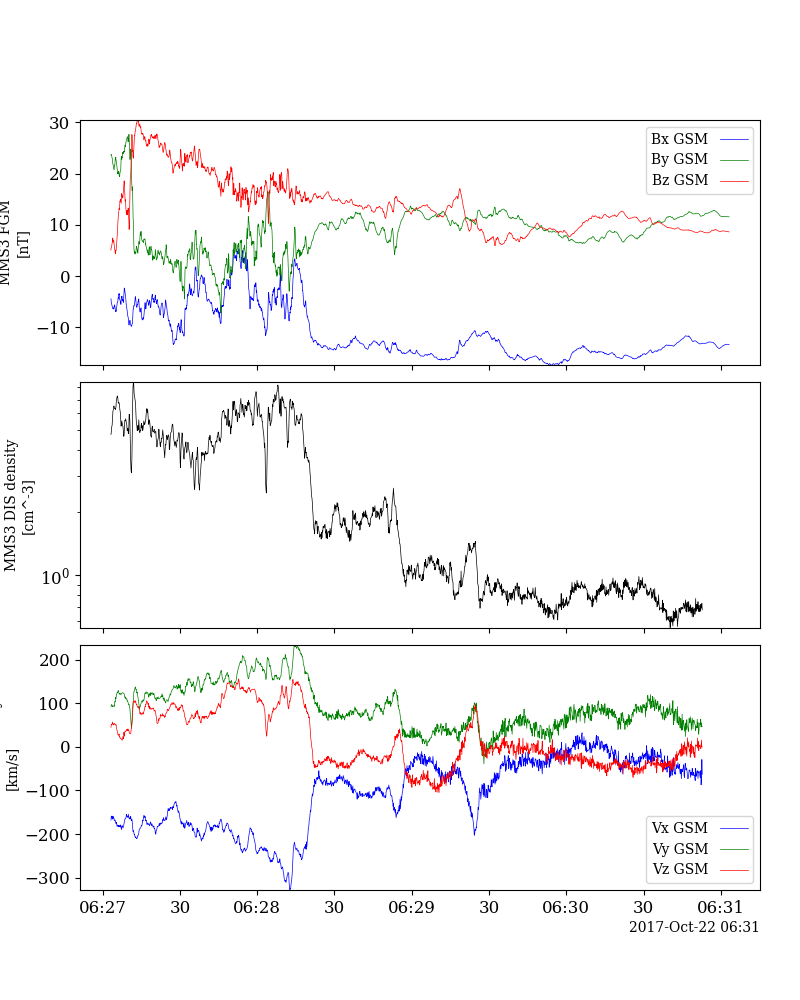 30
20
10
0
−10
MMS3 FGM
[nT]
Bx GSM
By GSM
Bz GSM
10^0
MMS3 DIS density
[cm^-3]
200
100
0
−100
−200
−300
[km/s]
Vx GSM
Vy GSM
Vz GSM
06:27 30 06:28 30 06:29 30 06:30 30 06:31
2017-Oct-22 06:31